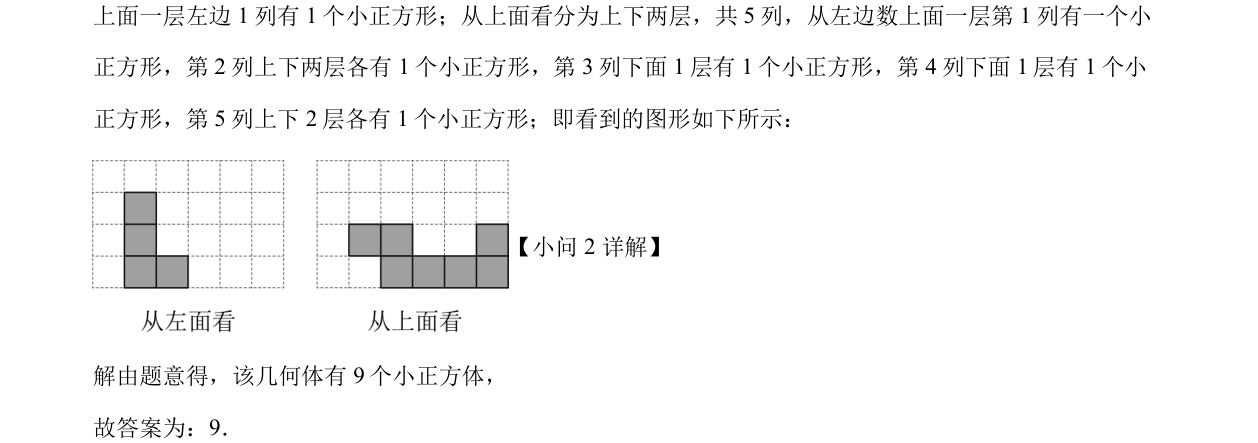 上面一层左边 1 列有 1 个小正方形；从上面看分为上下两层，共 5 列，从左边数上面一层第 1 列有一个小
正方形，第 2 列上下两层各有 1 个小正方形，第 3 列下面 1 层有 1 个小正方形，第 4 列下面 1 层有 1 个小
正方形，第 5 列上下 2 层各有 1 个小正方形；即看到的图形如下所示：
【小问 2 详解】
从左面看
从上面看
解由题意得，该几何体有 9 个小正方体，
故答案为：9．